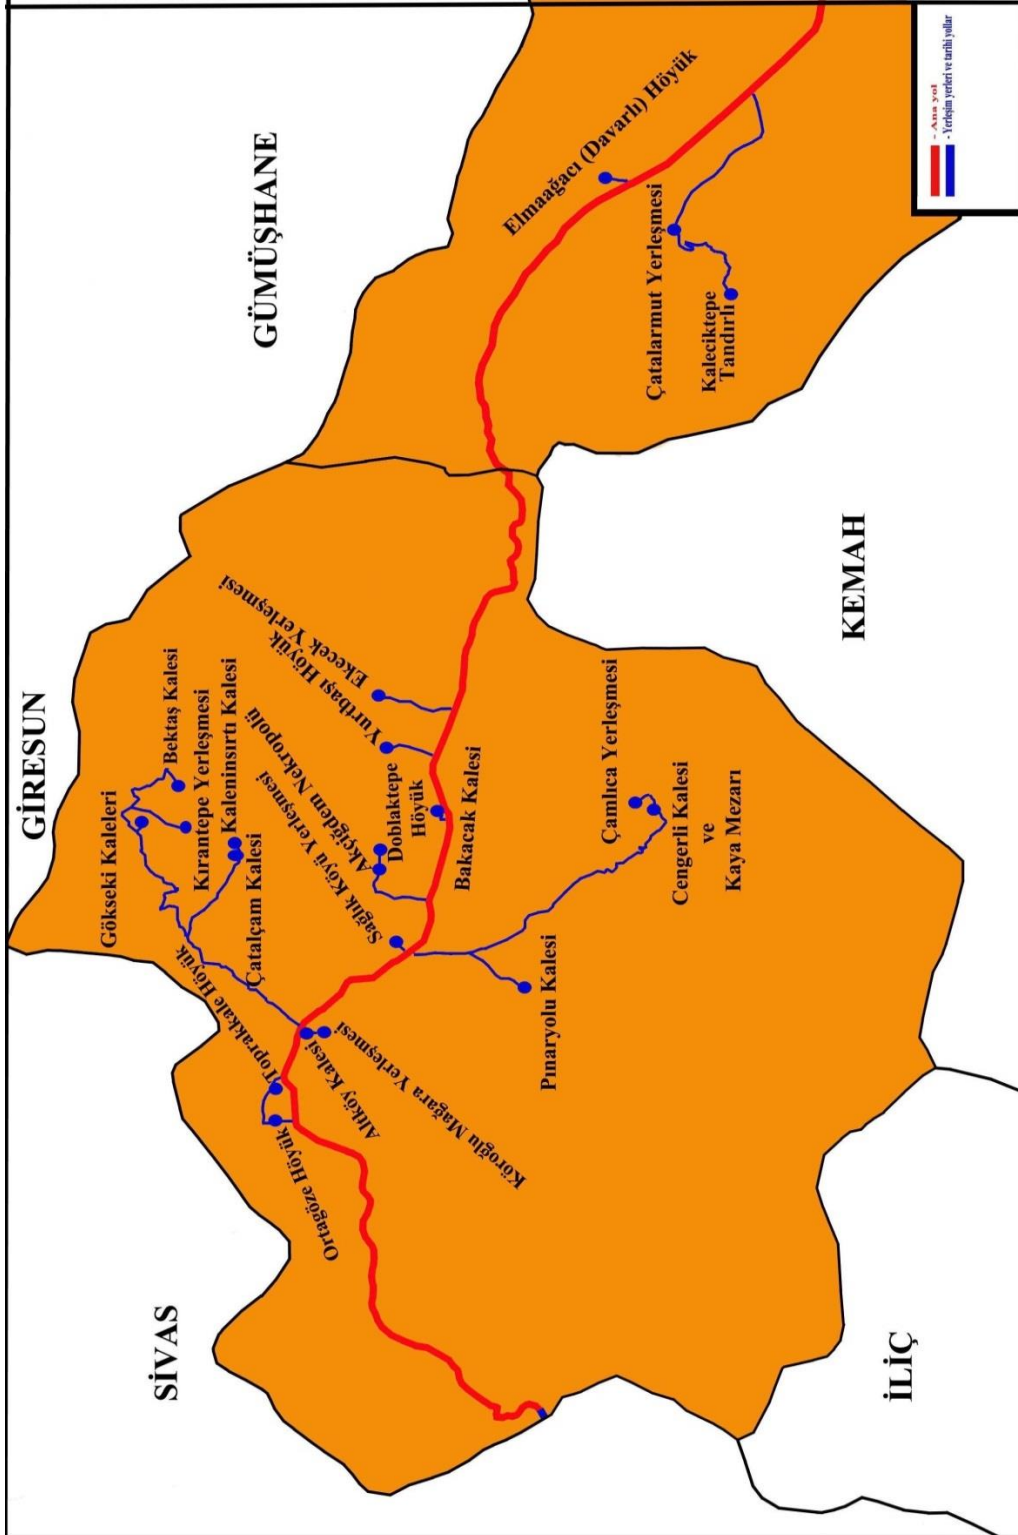 GİRESUN
GÜMÜŞHANE
SİVAS
KEMAH
İLİÇ
Gökseki Kaleleri
Bektaş Kalesi
Kırantepe Yerleşmesi
Kaleninsırtı Kalesi
Çatalçam Kalesi
Toprakkale Höyük
Ortagöze Höyük
Altköy Kalesi
Köroğlu Mağara Yerleşmesi
Sağlık Köyü Yerleşmesi
Akçiğdem Nekropolü
Doblaktepe
Höyük
Yurtbaşı Höyük
Ekecek Yerleşmesi
Bakacak Kalesi
Pınaryolu Kalesi
Çamlıca Yerleşmesi
Cengerli Kalesi
ve
Kaya Mezarı
Elmaağacı (Davarlı) Höyük
Çatalarmut Yerleşmesi
Kaleciktepe
Tandırlı
- Ana yol
- Yerleşim yerleri ve tarihi yollar